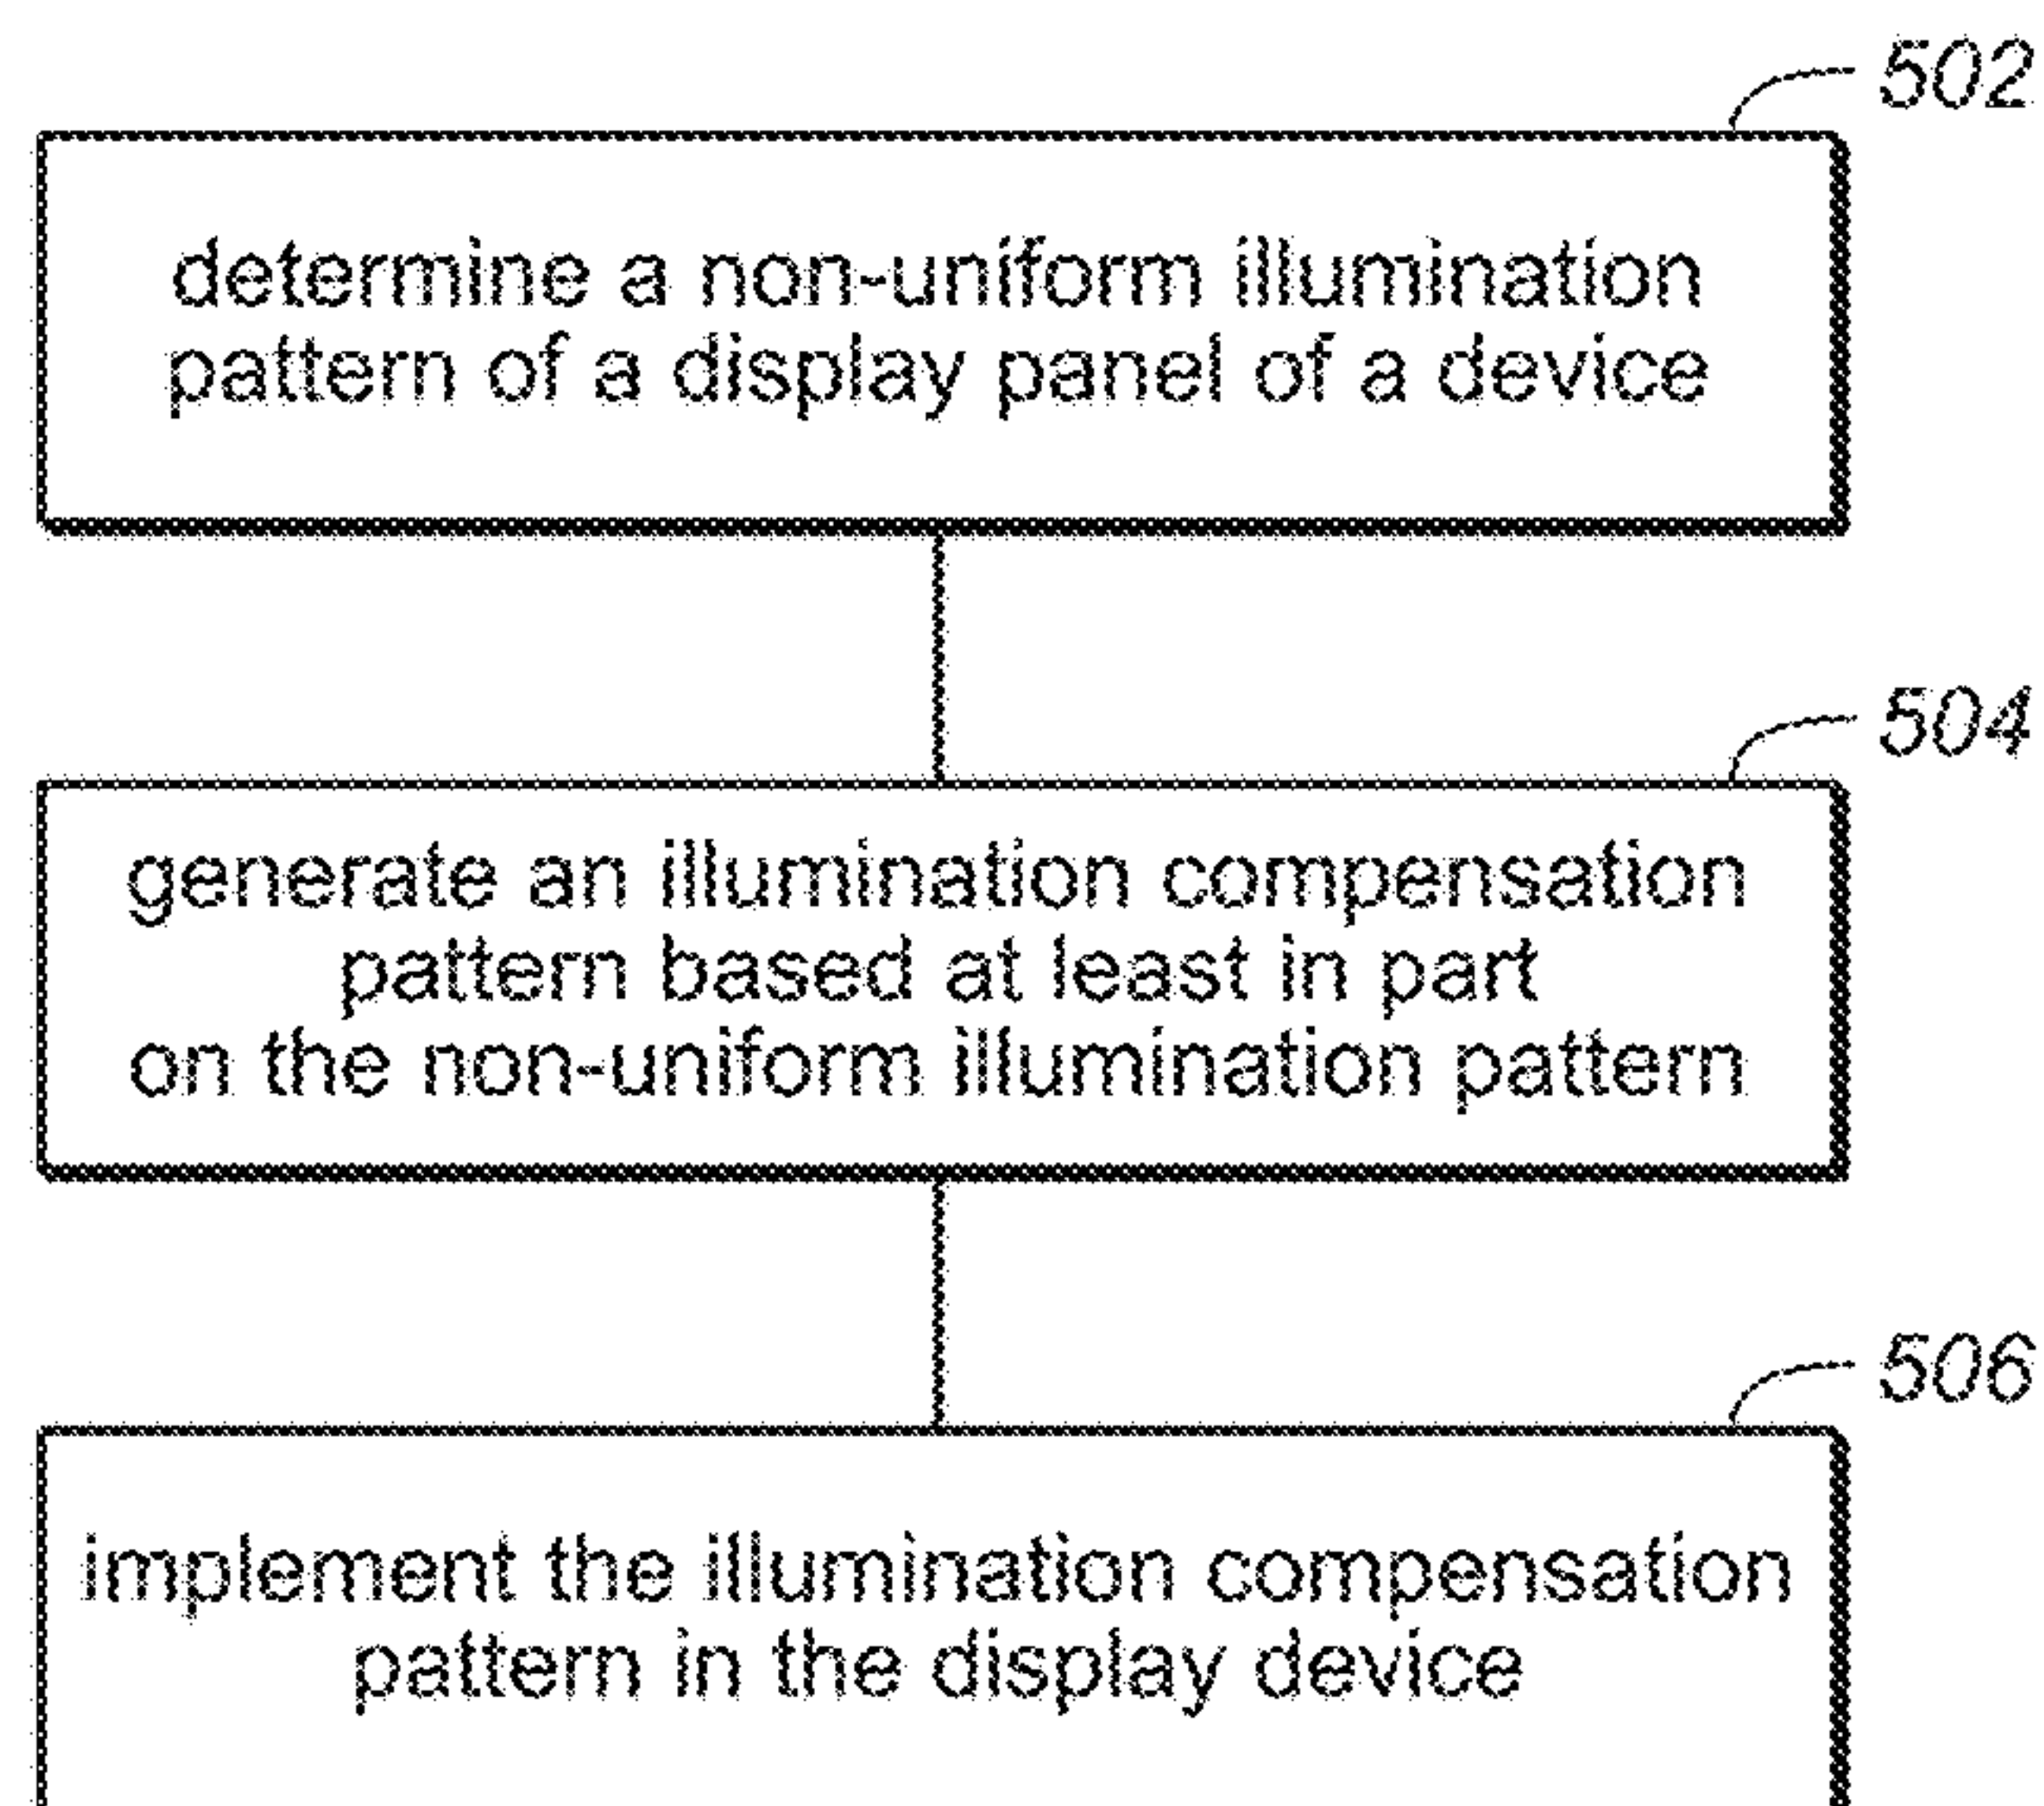 502
determine a non-uniform illumination
pattern of a display panel of a device
504
generate an illumination compensation
pattern based at least in part
on the non-uniform illumination pattern
506
implement the illumination compensation
pattern in the display device